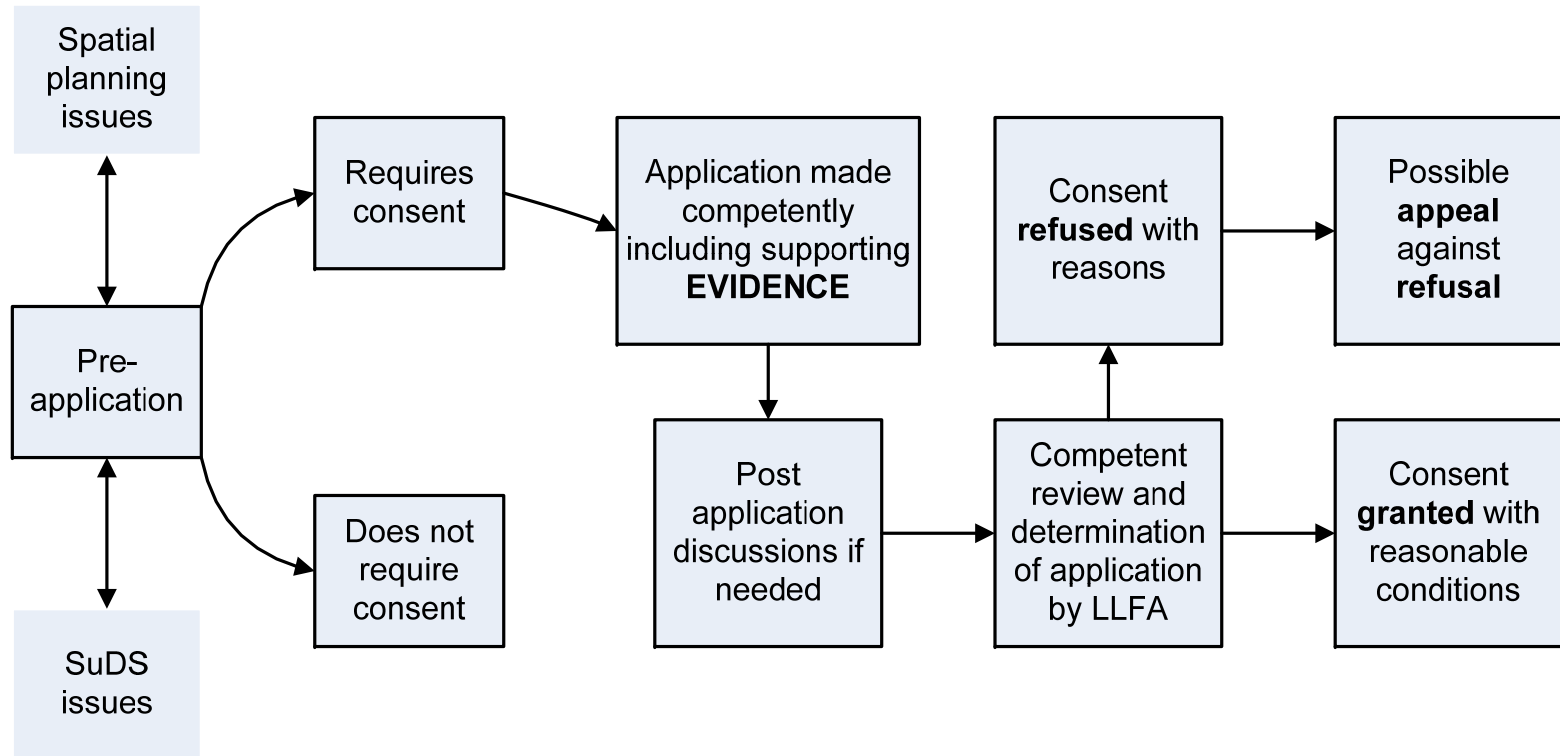 Spatial
planning
issues
Pre-
application
SuDS
issues
Requires
consent
Does not
require
consent
Application made
competently
including supporting
EVIDENCE
Post
application
discussions if
needed
Competent
review and
determination
of application
by LLFA
Consent
refused with
reasons
Possible
appeal
against
refusal
Consent
granted with
reasonable
conditions